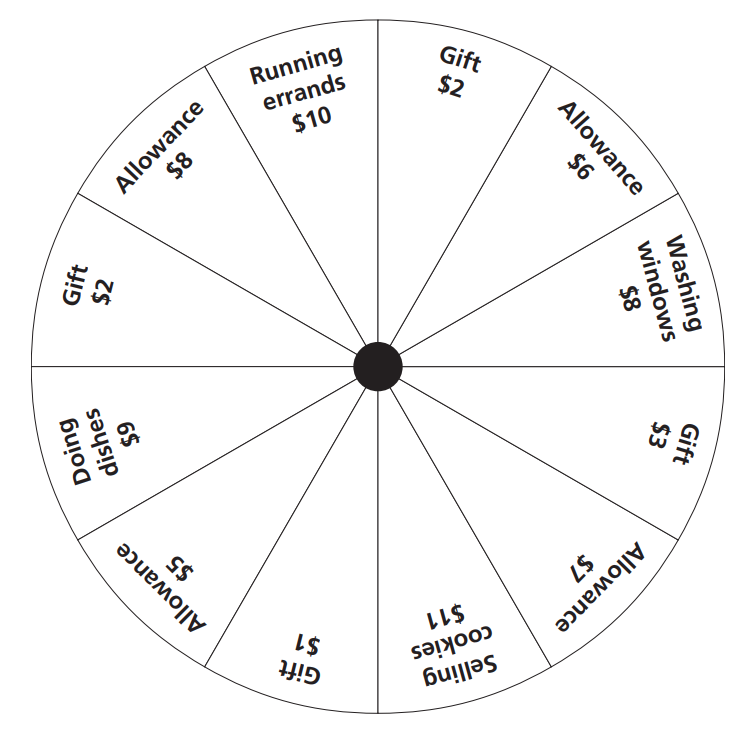 Gift
$2
Allowance
$6
Washing
windows
$8
Gift
$3
Allowance
$7
Selling
cookies
$11
Gift
$1
Allowance
$5
Doing
dishes
$9
Gift
$2
Allowance
$8
Running
errands
$10